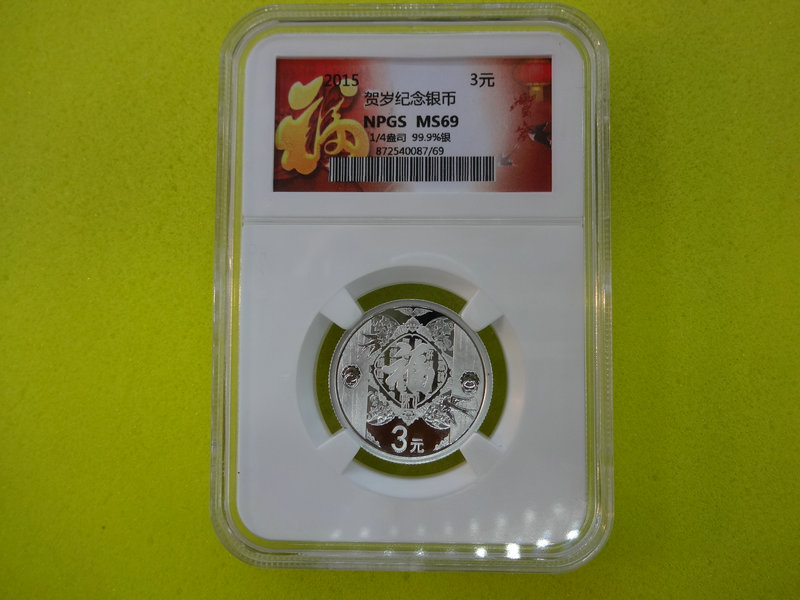 2015 3元
贺岁纪念银币
NPGS MS69
1/4盎司 99.9%银
872540087/69
福
福
3元